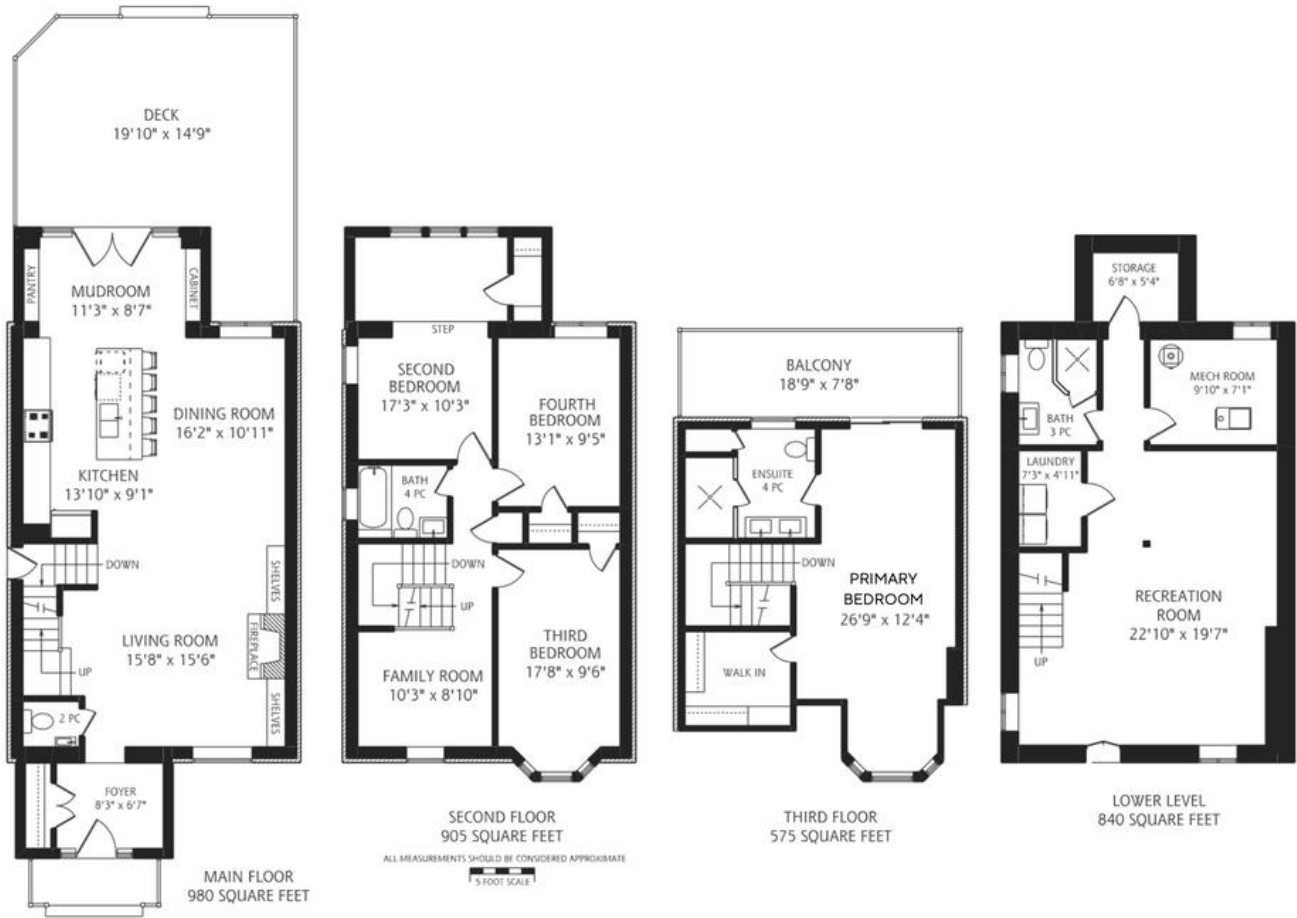 DECK
19'10" x 14'9"
PANTRY
MUDROOM
11'3" x 8'7"
CABINET
DINING ROOM
16'2" x 10'11"
KITCHEN
13'10" x 9'1"
DOWN
SHELVES
LIVING ROOM
15'8" x 15'6"
FIREPLACE
UP
SHELVES
2 PC
FOYER
8'3" x 6'7"
MAIN FLOOR
980 SQUARE FEET
STEP
SECOND
BEDROOM
17'3" x 10'3"
FOURTH
BEDROOM
13'1" x 9'5"
BATH
4 PC
DOWN
UP
THIRD
BEDROOM
17'8" x 9'6"
FAMILY ROOM
10'3" x 8'10"
SECOND FLOOR
905 SQUARE FEET
ALL MEASUREMENTS SHOULD BE CONSIDERED APPROXIMATE
5 FOOT SCALE
BALCONY
18'9" x 7'8"
ENSUITE
4 PC
DOWN
PRIMARY
BEDROOM
26'9" x 12'4"
WALK IN
THIRD FLOOR
575 SQUARE FEET
STORAGE
6'8" x 5'4"
MECH ROOM
9'10" x 7'1"
BATH
3 PC
LAUNDRY
7'3" x 4'11"
RECREATION
ROOM
22'10" x 19'7"
UP
LOWER LEVEL
840 SQUARE FEET